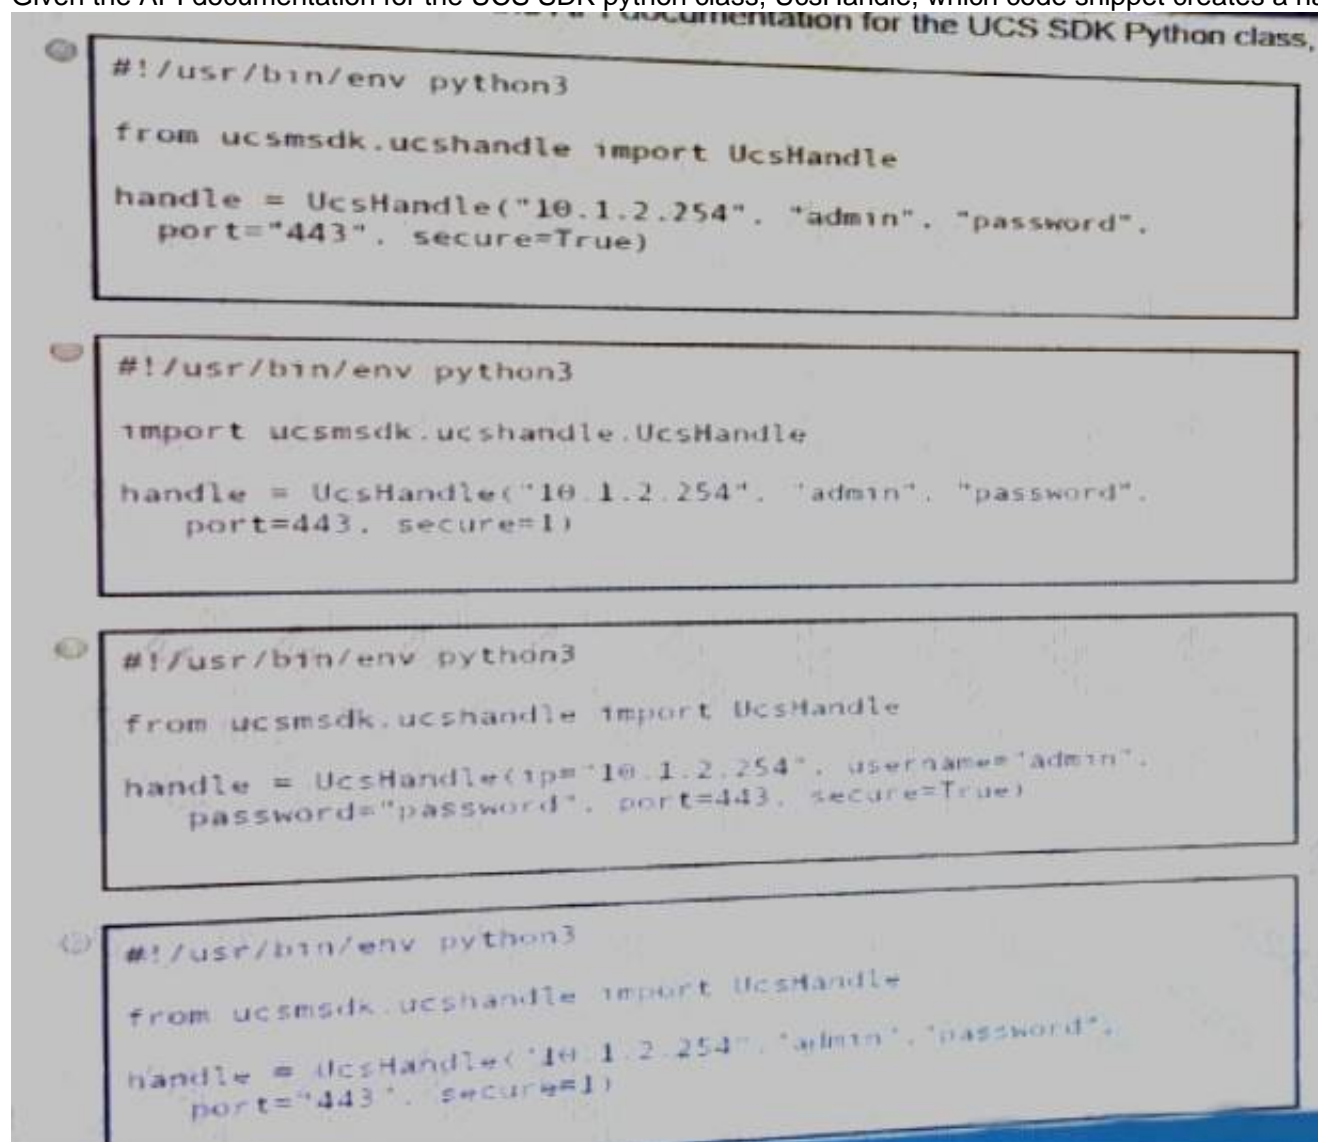 Given the API documentation for the UCS SDK python class, UcsHandle, which code snippet creates a
documentation for the UCS SDK Python class,
#!/usr/bin/env python3
from ucsmsdk.ucshandle import UcsHandle
handle = UcsHandle("10.1.2.254", "admin", "password",
port="443", secure=True)
#!/usr/bin/env python3
import ucsmsdk.ucshandle.UcsHandle
handle = UcsHandle("10.1.2.254", "admin", "password",
port=443, secure=1)
#!/usr/bin/env python3
from ucsmsdk.ucshandle import UcsHandle
handle = UcsHandle(ip="10.1.2.254", username="admin",
password="password", port=443, secure=True)
#!/usr/bin/env python3
from ucsmsdk.ucshandle import UcsHandle
handle = UcsHandle("10.1.2.254","admin","password",
port="443", secure=1)